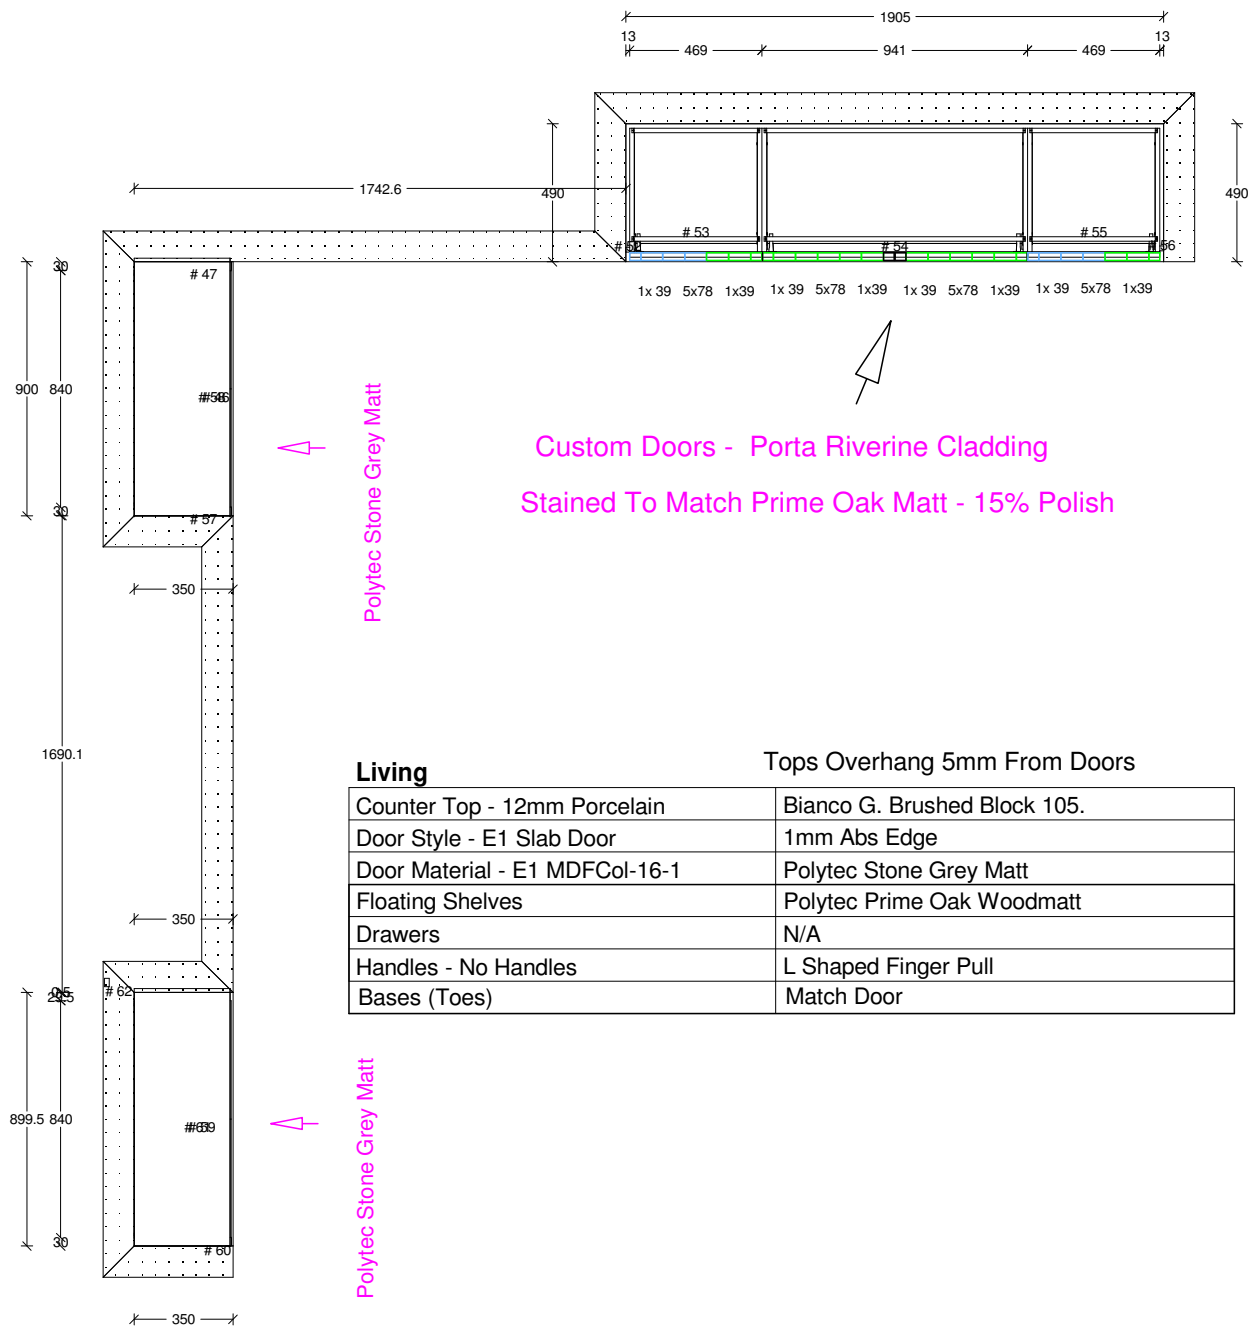 1905
13 13
469 941 469
490 1742.6 490
# 53 # 55
# 54 # 56
30
# 47
1x 39 5x78 1x39 1x 39 5x78 1x39 1x 39 5x78 1x39 1x 39 5x78 1x39
900 840
Polytec Stone Grey Matt
Custom Doors - Porta Riverine Cladding
Stained To Match Prime Oak Matt - 15% Polish
30
# 57
350
1690.1
Living Tops Overhang 5mm From Doors
Counter Top - 12mm Porcelain Bianco G. Brushed Block 105.
Door Style - E1 Slab Door 1mm Abs Edge
Door Material - E1 MDFCol-16-1 Polytec Stone Grey Matt
Floating Shelves Polytec Prime Oak Woodmatt
Drawers N/A
Handles - No Handles L Shaped Finger Pull
Bases (Toes) Match Door
350
# 62
899.5 840
Polytec Stone Grey Matt
30
# 60
350